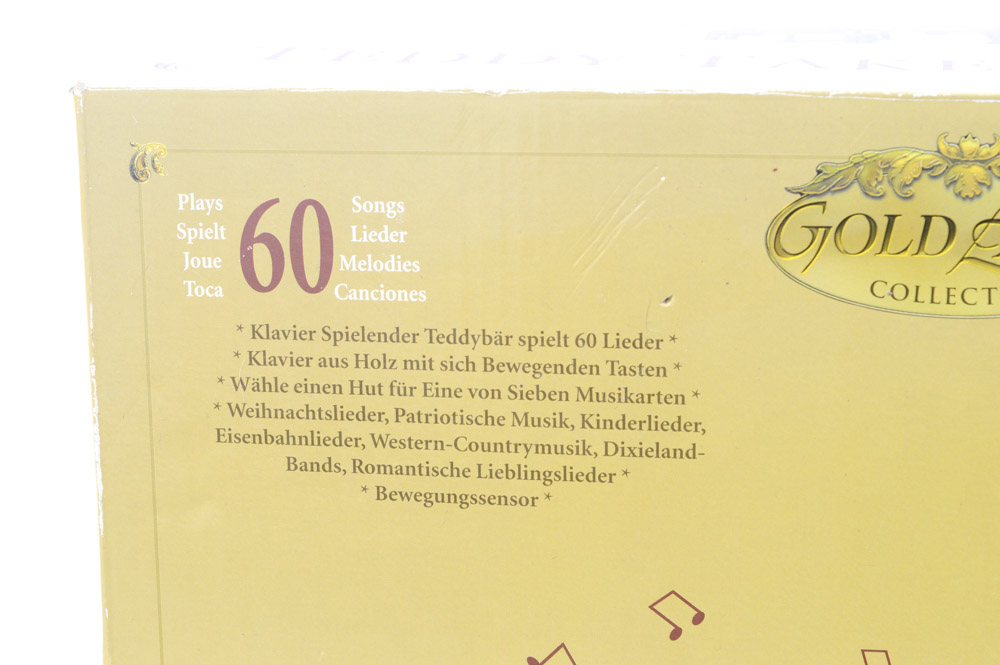 TEDDY
Plays
Spielt
Joue
Toca
60
Songs
Lieder
Melodies
Canciones
GOLD
COLLECT
* Klavier Spielender Teddybär spielt 60 Lieder *
* Klavier aus Holz mit sich Bewegenden Tasten *
* Wähle einen Hut für Eine von Sieben Musikarten *
* Weihnachtslieder, Patriotische Musik, Kinderlieder,
Eisenbahnlieder, Western-Countrymusik, Dixieland-
Bands, Romantische Lieblingslieder *
* Bewegungssensor *